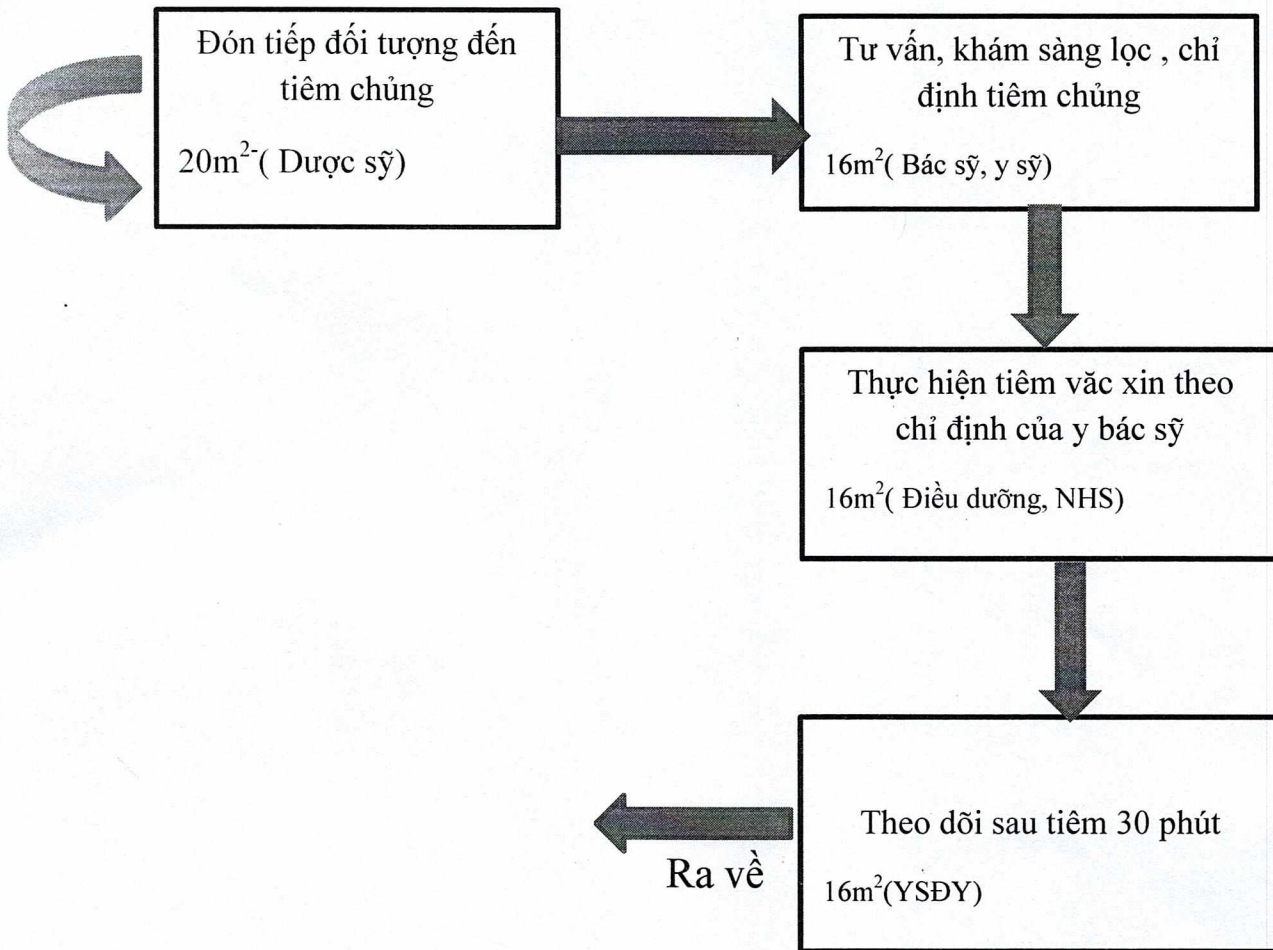 Đón tiếp đối tượng đến
tiêm chủng
20m²⁻( Dược sỹ)
Tư vấn, khám sàng lọc , chỉ
định tiêm chủng
16m²( Bác sỹ, y sỹ)
Thực hiện tiêm văc xin theo
chỉ định của y bác sỹ
16m²( Điều dưỡng, NHS)
Theo dõi sau tiêm 30 phút
16m²(YSĐY)
Ra về